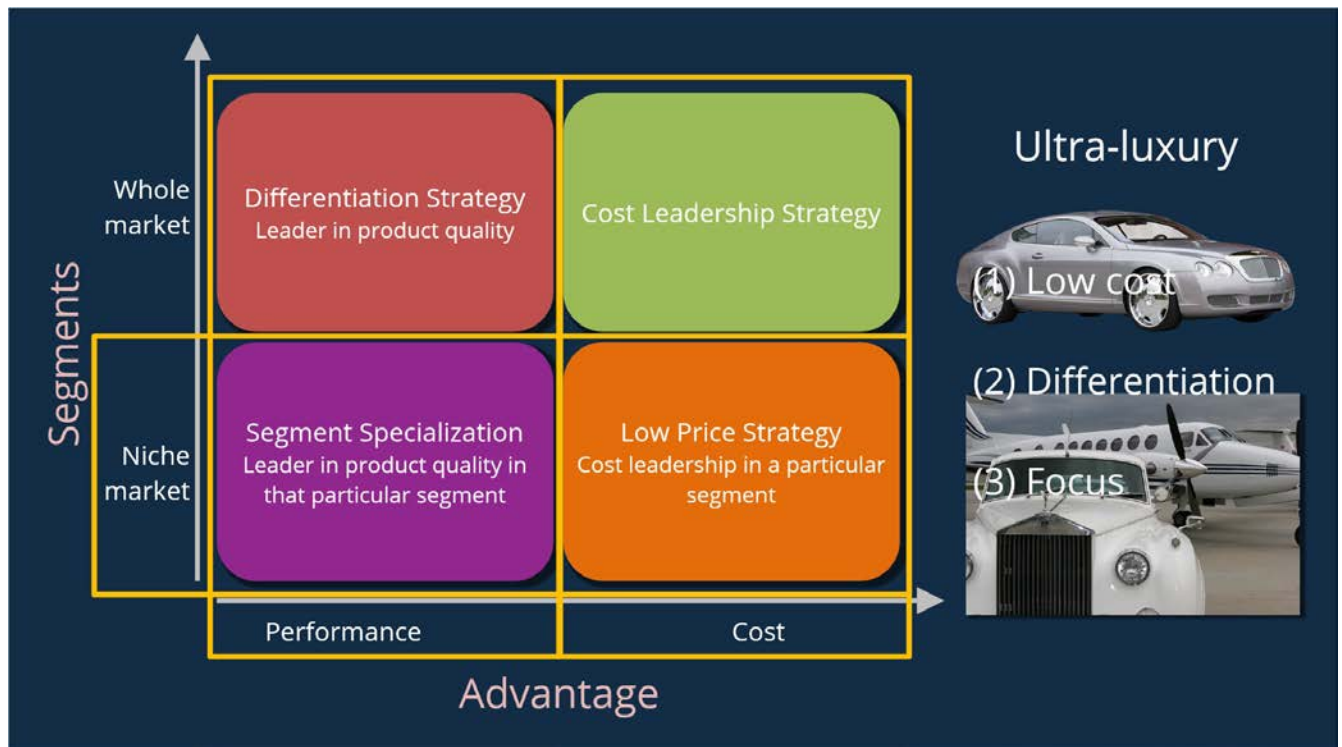 Segments
Whole
market
Niche
market
Differentiation Strategy
Leader in product quality
Cost Leadership Strategy
Segment Specialization
Leader in product quality in
that particular segment
Low Price Strategy
Cost leadership in a particular
segment
Performance
Cost
Advantage
Ultra-luxury
(1) Low cost
(2) Differentiation
(3) Focus